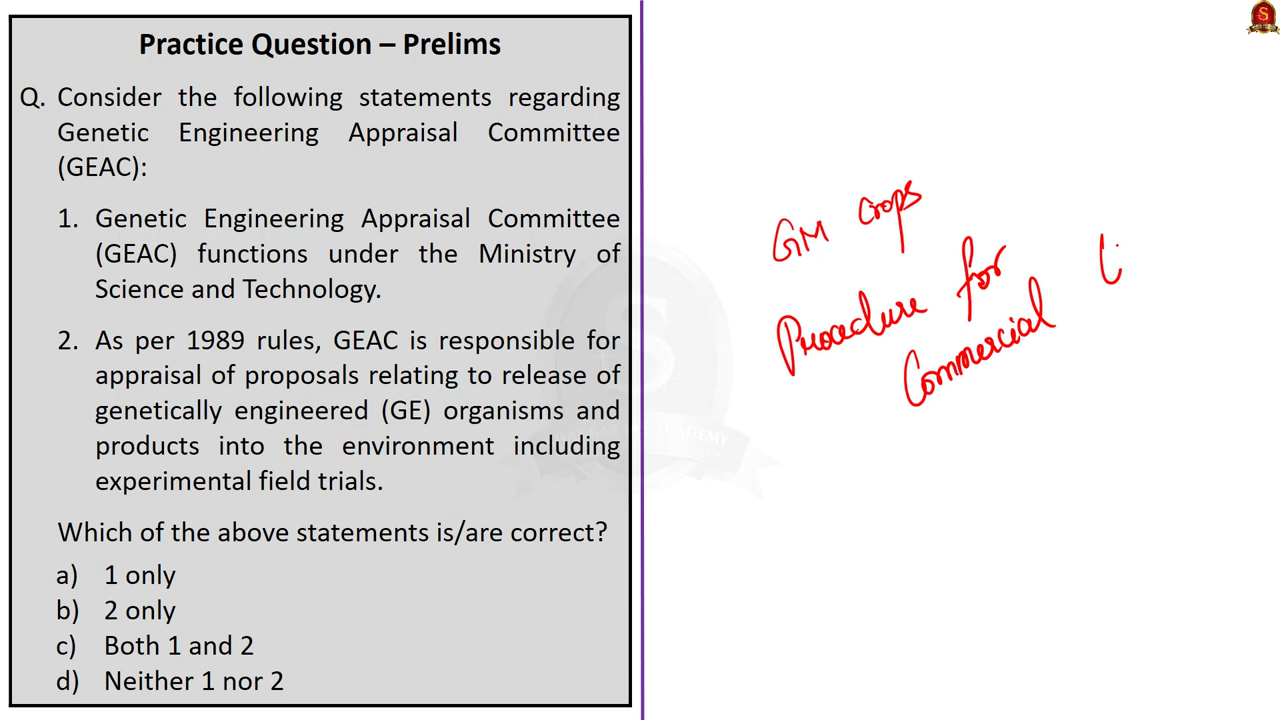 Practice Question – Prelims
Q. Consider the following statements regarding
Genetic Engineering Appraisal Committee
(GEAC):
1. Genetic Engineering Appraisal Committee
(GEAC) functions under the Ministry of
Science and Technology.
2. As per 1989 rules, GEAC is responsible for
appraisal of proposals relating to release of
genetically engineered (GE) organisms and
products into the environment including
experimental field trials.
Which of the above statements is/are correct?
a) 1 only
b) 2 only
c) Both 1 and 2
d) Neither 1 nor 2
GM crops
Procedure for
Commercial
S